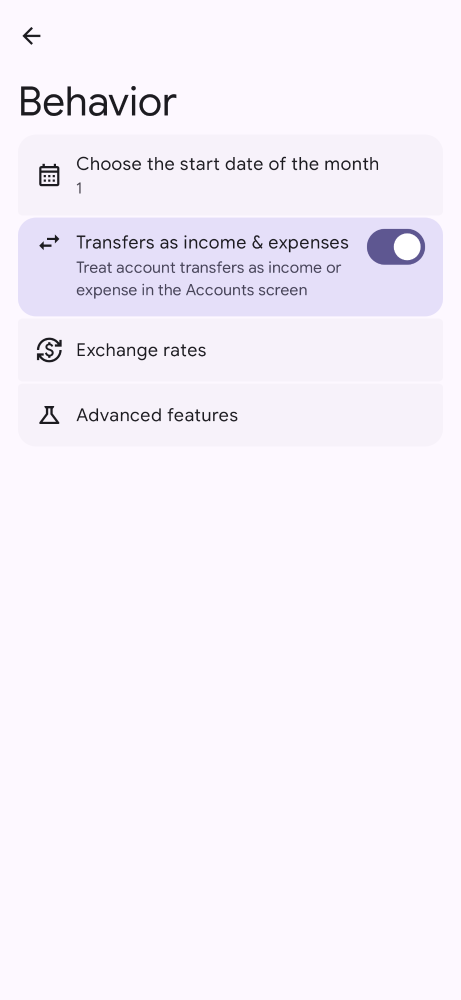 Behavior
Choose the start date of the month
1
Transfers as income & expenses
Treat account transfers as income or
expense in the Accounts screen
Exchange rates
Advanced features